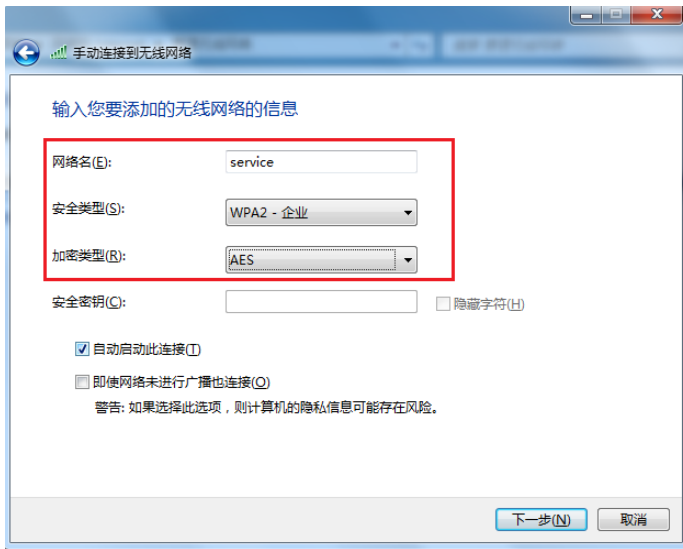 手动连接到无线网络
输入您要添加的无线网络的信息
网络名(E): service
安全类型(S): WPA2 - 企业
加密类型(R): AES
安全密钥(C): 隐藏字符(H)
自动启动此连接(T)
即使网络未进行广播也连接(O)
警告: 如果选择此选项，则计算机的隐私信息可能存在风险。
下一步(N) 取消